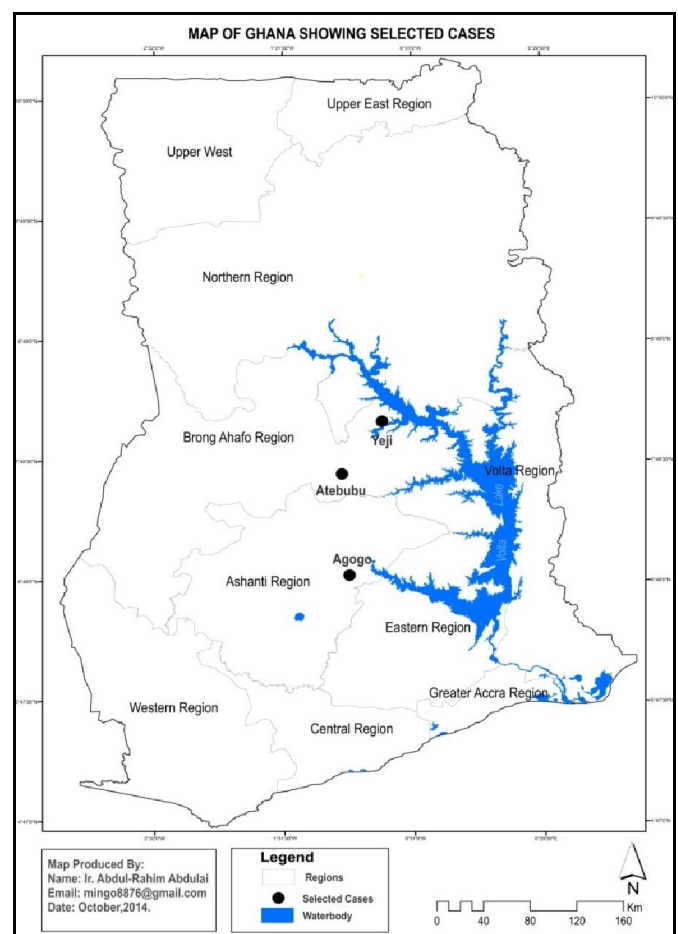 MAP OF GHANA SHOWING SELECTED CASES
Upper East Region
Upper West
Northern Region
Brong Ahafo Region
Yeji
Volta Region
Atebubu
Lake
Volta
Agogo
Ashanti Region
Eastern Region
Greater Accra Region
Western Region
Central Region
Map Produced By:
Name: Ir. Abdul-Rahim Abdulai
Email: mingo8876@gmail.com
Date: October,2014.
Legend
Regions
Selected Cases
Waterbody
N
Km
0 20 40 80 120 160